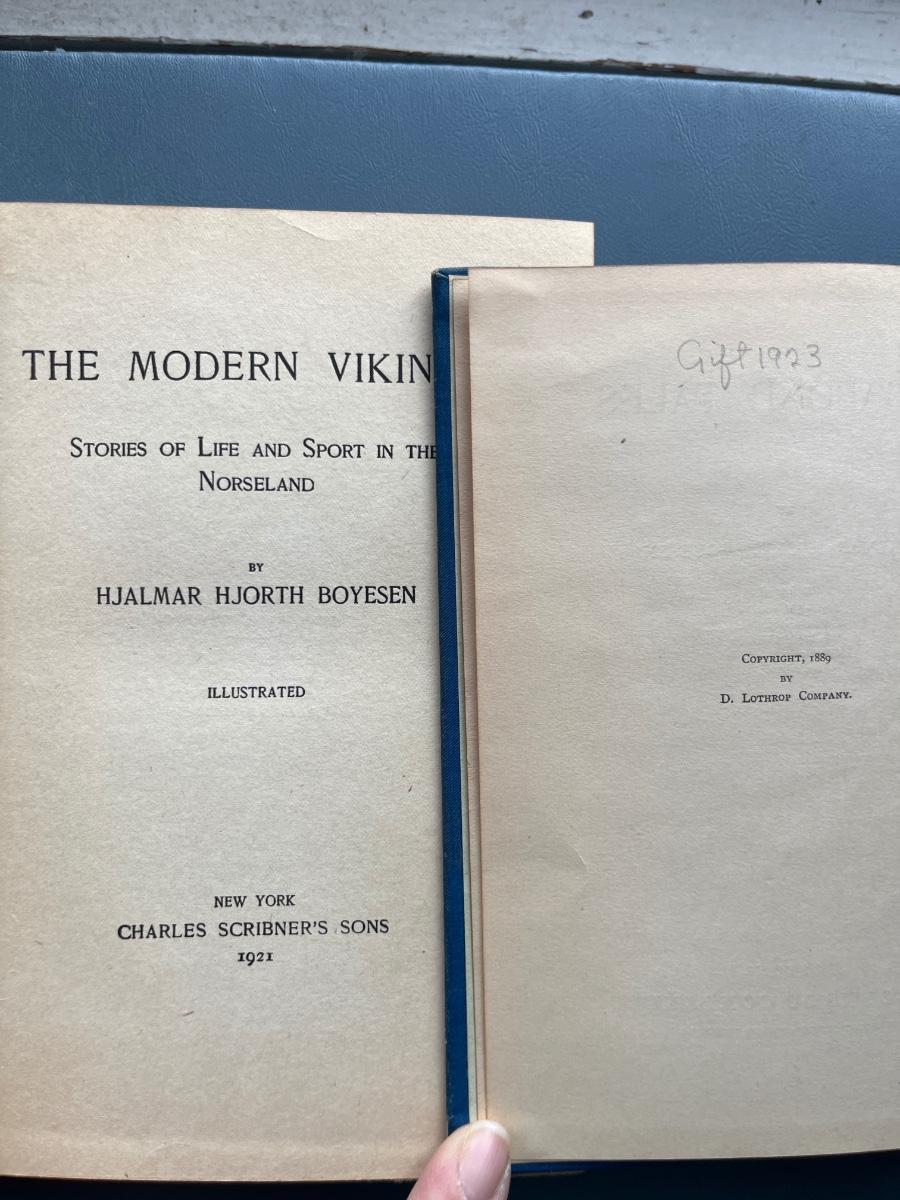 THE MODERN VIKIN
STORIES OF LIFE AND SPORT IN THE
NORSELAND
BY
HJALMAR HJORTH BOYESEN
ILLUSTRATED
NEW YORK
CHARLES SCRIBNER'S SONS
1921
Gift 1923
COPYRIGHT, 1889
BY
D. LOTHROP COMPANY.